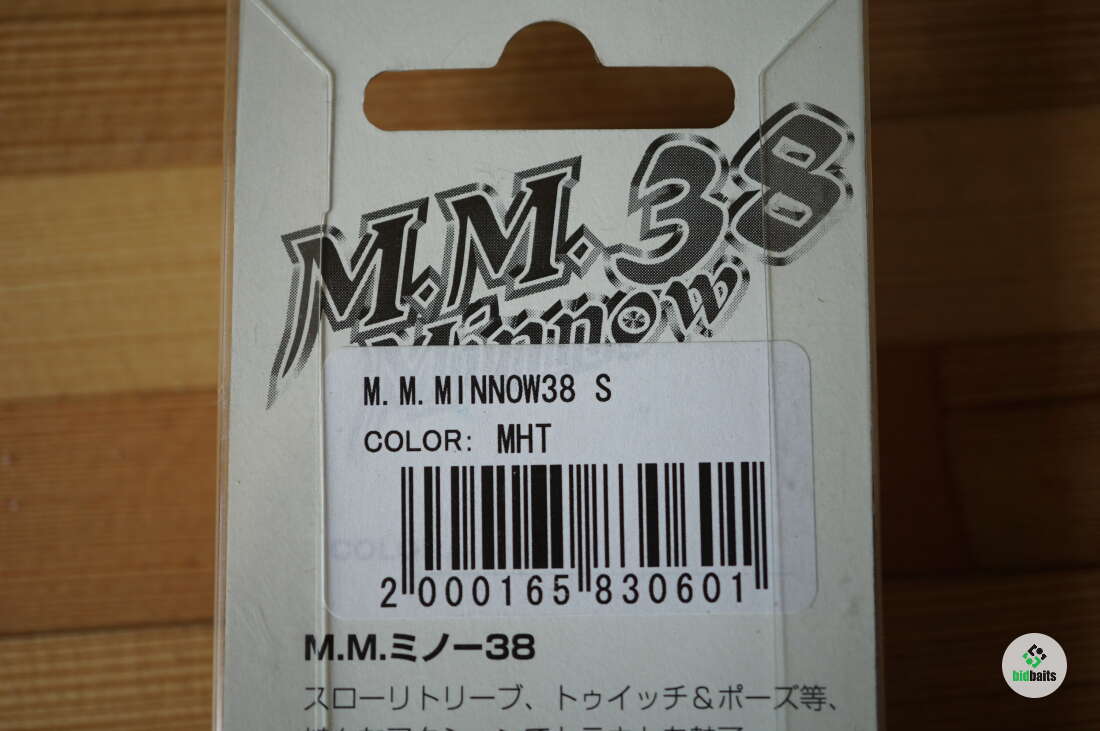 M.M.38
Minnow
M.M.MINNOW38 S
COLOR: MHT
2 000165 830601
M.M.ミノー38
スローリトリーブ、トゥイッチ&ポーズ等、
bidbaits